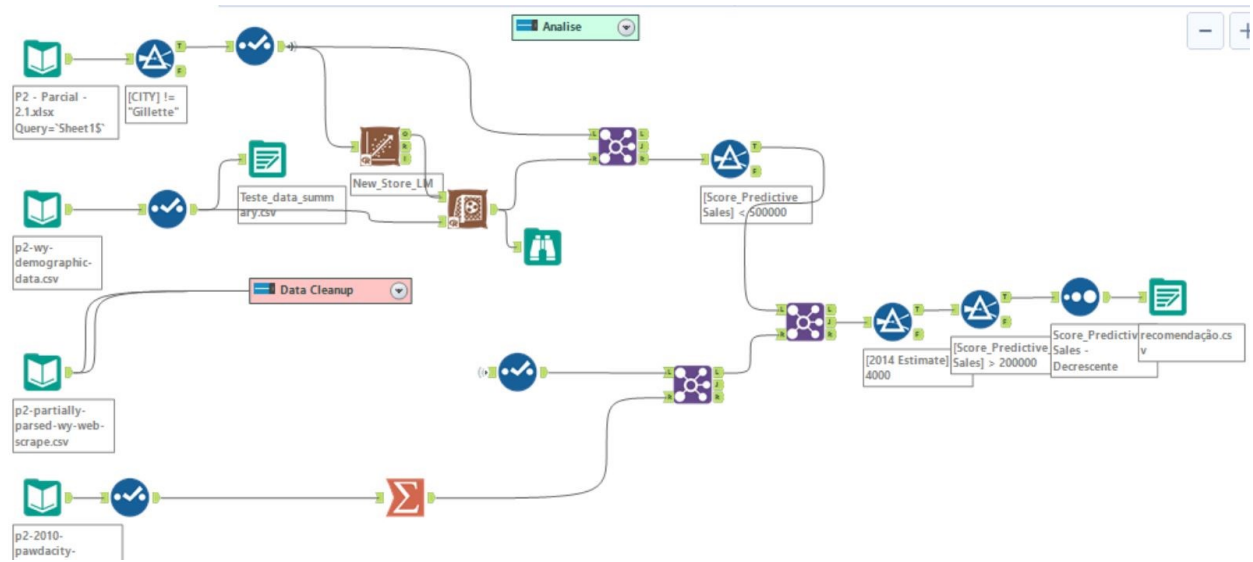 Analise
P2 - Parcial -
2.1.xlsx
Query=`Sheet1$`
[CITY] !=
"Gillette"
New_Store_LM
Teste_data_summ
ary.csv
[Score_Predictive
Sales] < 500000
p2-wy-
demographic-
data.csv
Data Cleanup
[2014 Estimate]
4000
[Score_Predictive_
Sales] > 200000
Score_Predictiv
Sales -
Decrescente
recomendação.cs
v
p2-partially-
parsed-wy-web-
scrape.csv
p2-2010-
pawdacity-